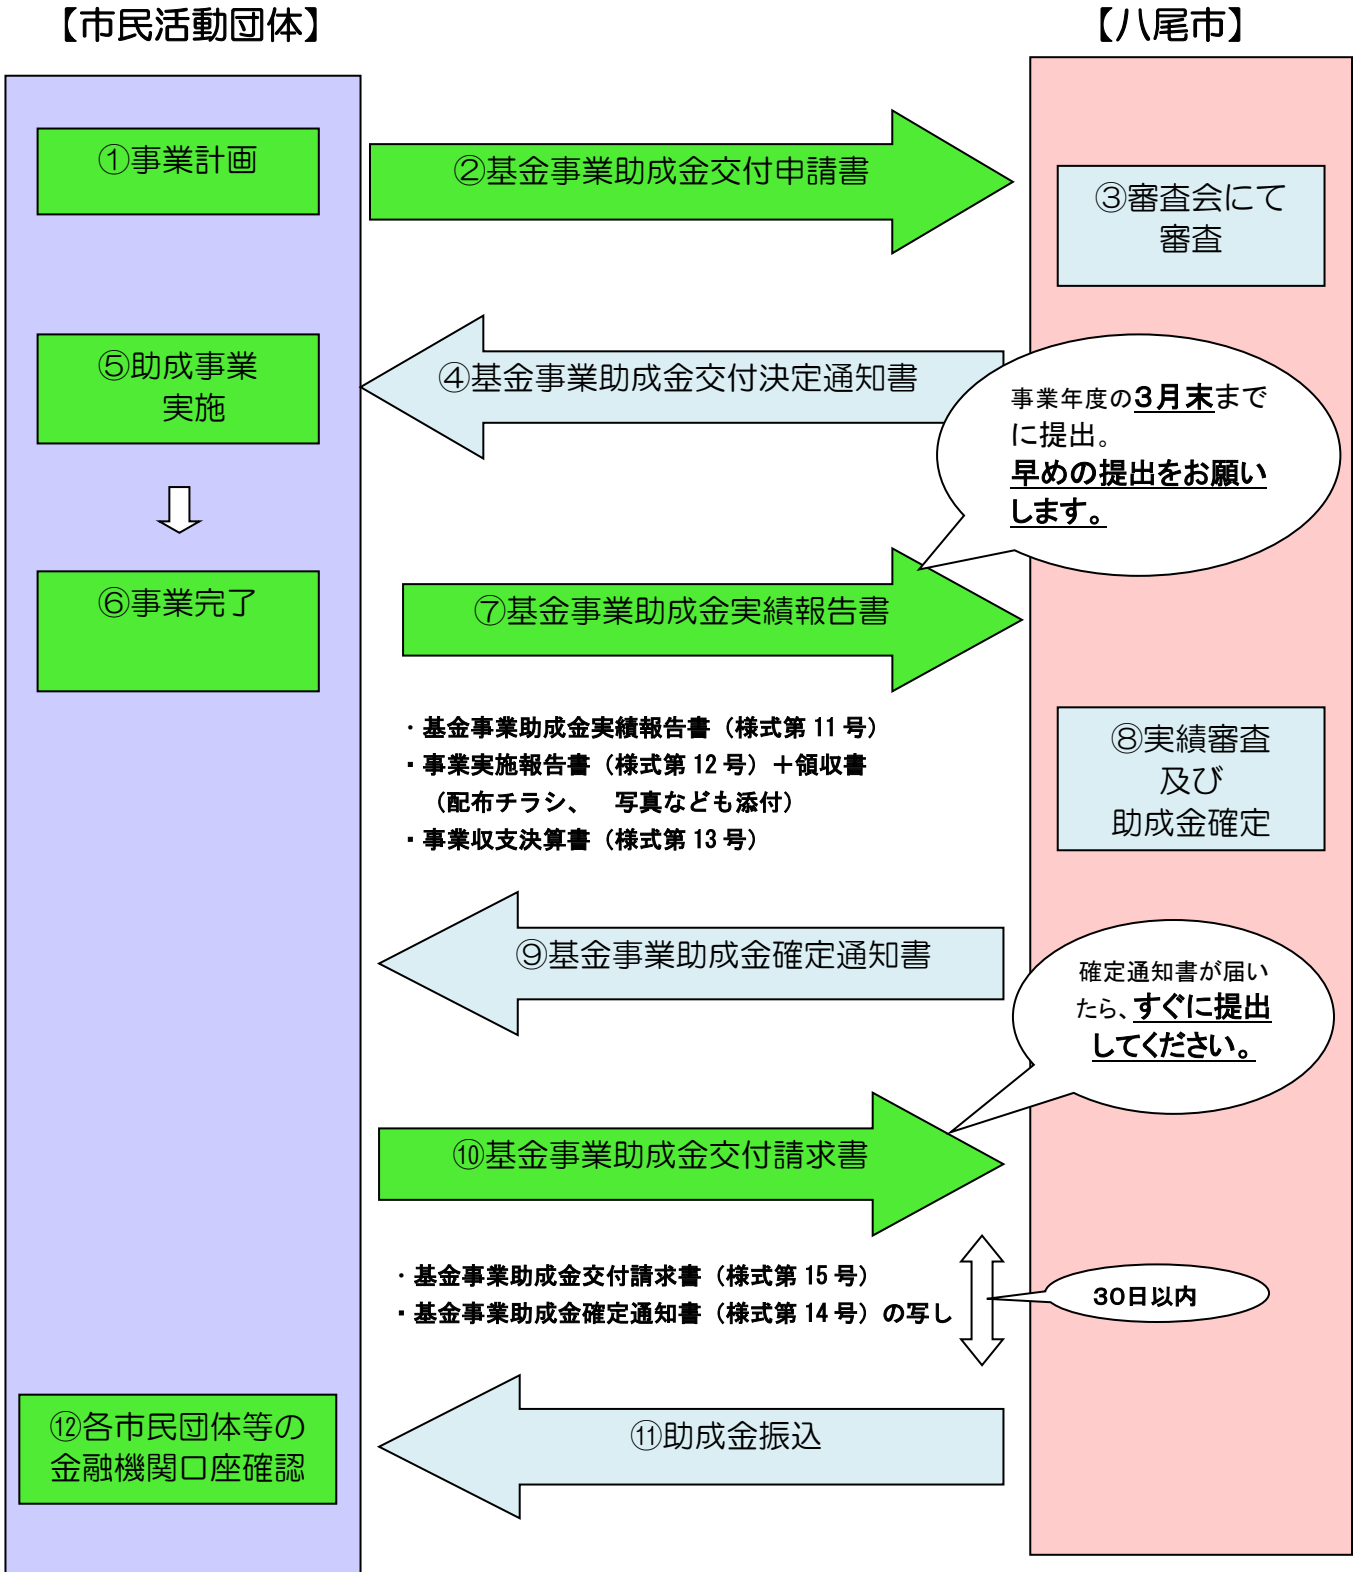 【市民活動団体】
【八尾市】
①事業計画
②基金事業助成金交付申請書
③審査会にて
審査
④基金事業助成金交付決定通知書
⑤助成事業
実施
事業年度の3月末まで
に提出。
早めの提出をお願い
します。
⑥事業完了
⑦基金事業助成金実績報告書
・基金事業助成金実績報告書（様式第11号）
・事業実施報告書（様式第12号）＋領収書
（配布チラシ、　写真なども添付）
・事業収支決算書（様式第13号）
⑧実績審査
及び
助成金確定
⑨基金事業助成金確定通知書
確定通知書が届い
たら、すぐに提出
してください。
⑩基金事業助成金交付請求書
・基金事業助成金交付請求書（様式第15号）
・基金事業助成金確定通知書（様式第14号）の写し
30日以内
⑪助成金振込
⑫各市民団体等の
金融機関口座確認